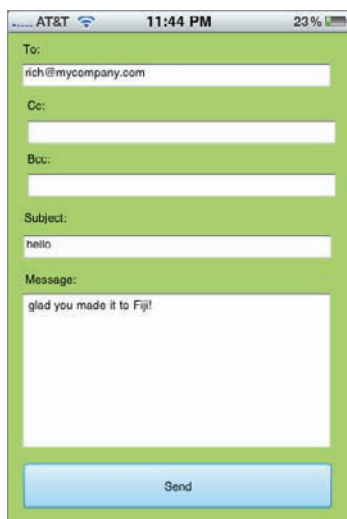 AT&T 11:44 PM 23%
To:
rich@mycompany.com
Cc:
Bcc:
Subject:
hello
Message:
glad you made it to Fiji!
Send